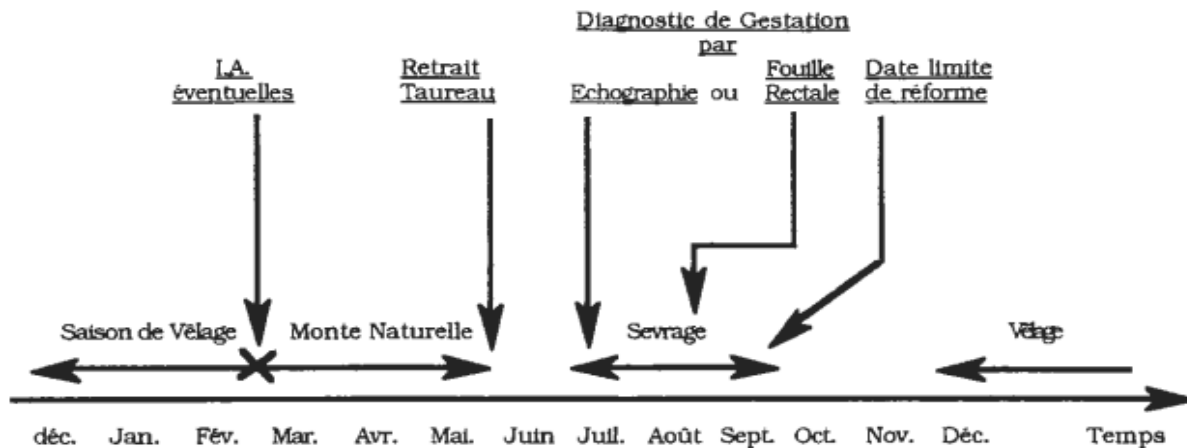 Diagnostic de Gestation
par
I.A.
éventuelles
Retrait
Taureau
Echographie ou Fouille
Rectale
Date limite
de réforme
Saison de Vêlage
Monte Naturelle
Sevrage
Vêlage
déc. Jan. Fév. Mar. Avr. Mai. Juin Juil. Août Sept. Oct. Nov. Déc. Temps